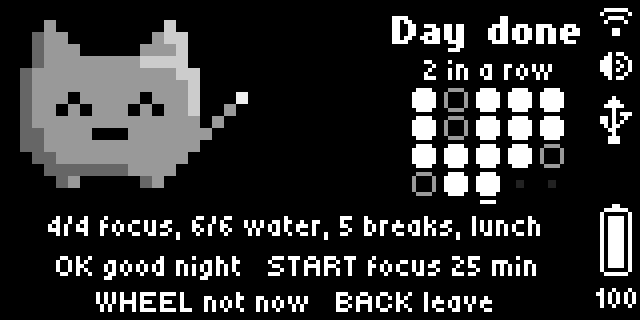 Day done
2 in a row
4/4 focus, 6/6 water, 5 breaks, lunch
OK good night   START focus 25 min
WHEEL not now   BACK leave
100